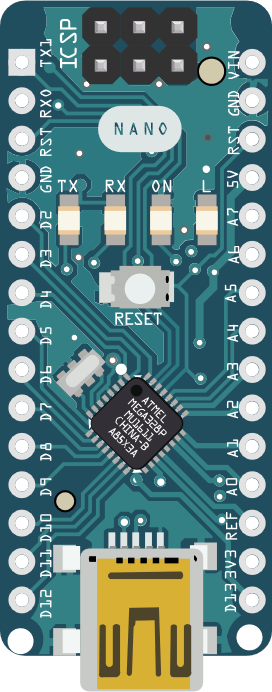 TX1
RX0
RST
GND
D2
D3
D4
D5
D6
D7
D8
D9
D10
D11
D12
ICSP
NANO
TX RX ON L
RESET
ATMEL
MEGA328P
MU1611
CHINA-B
A85X3A
VIN
GND
RST
5V
A7
A6
A5
A4
A3
A2
A1
A0
REF
3V3
D13